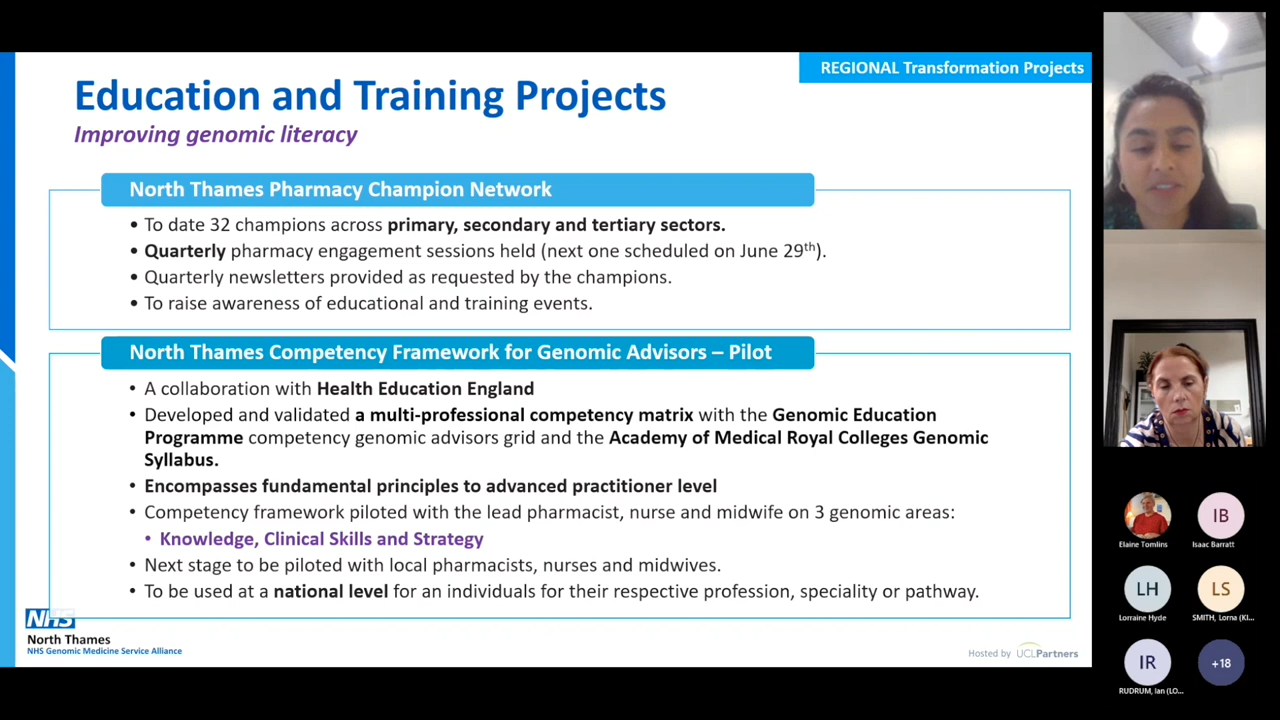 REGIONAL Transformation Projects
Education and Training Projects
Improving genomic literacy
North Thames Pharmacy Champion Network
• To date 32 champions across primary, secondary and tertiary sectors.
• Quarterly pharmacy engagement sessions held (next one scheduled on June 29th).
• Quarterly newsletters provided as requested by the champions.
• To raise awareness of educational and training events.
North Thames Competency Framework for Genomic Advisors – Pilot
• A collaboration with Health Education England
• Developed and validated a multi-professional competency matrix with the Genomic Education
Programme competency genomic advisors grid and the Academy of Medical Royal Colleges Genomic
Syllabus.
• Encompasses fundamental principles to advanced practitioner level
• Competency framework piloted with the lead pharmacist, nurse and midwife on 3 genomic areas:
• Knowledge, Clinical Skills and Strategy
• Next stage to be piloted with local pharmacists, nurses and midwives.
• To be used at a national level for an individuals for their respective profession, speciality or pathway.
NHS
North Thames
NHS Genomic Medicine Service Alliance
Hosted by UCLPartners
IB
Elaine Tomlins
Isaac Barratt
LH
LS
Lorraine Hyde
SMITH, Lorna (KI...
IR
+18
RUDRUM, Ian (LO...